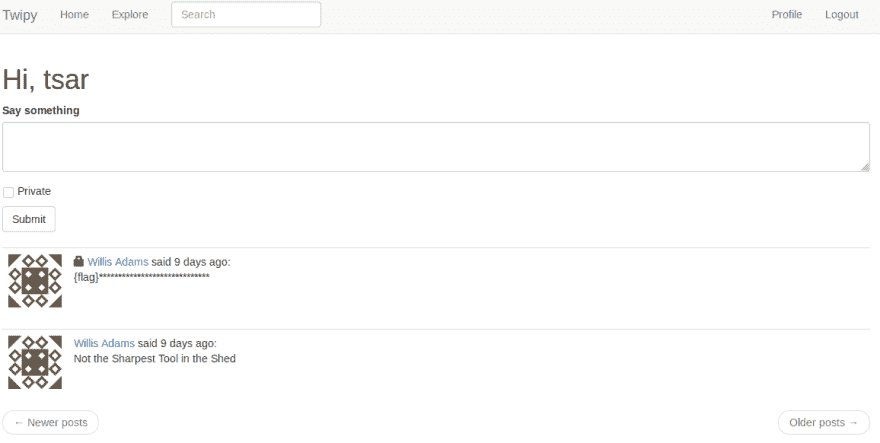 Twipy Home Explore Search Profile Logout
Hi, tsar
Say something
Private
Submit
Willis Adams said 9 days ago:
{flag}*****************************
Willis Adams said 9 days ago:
Not the Sharpest Tool in the Shed
← Newer posts Older posts →